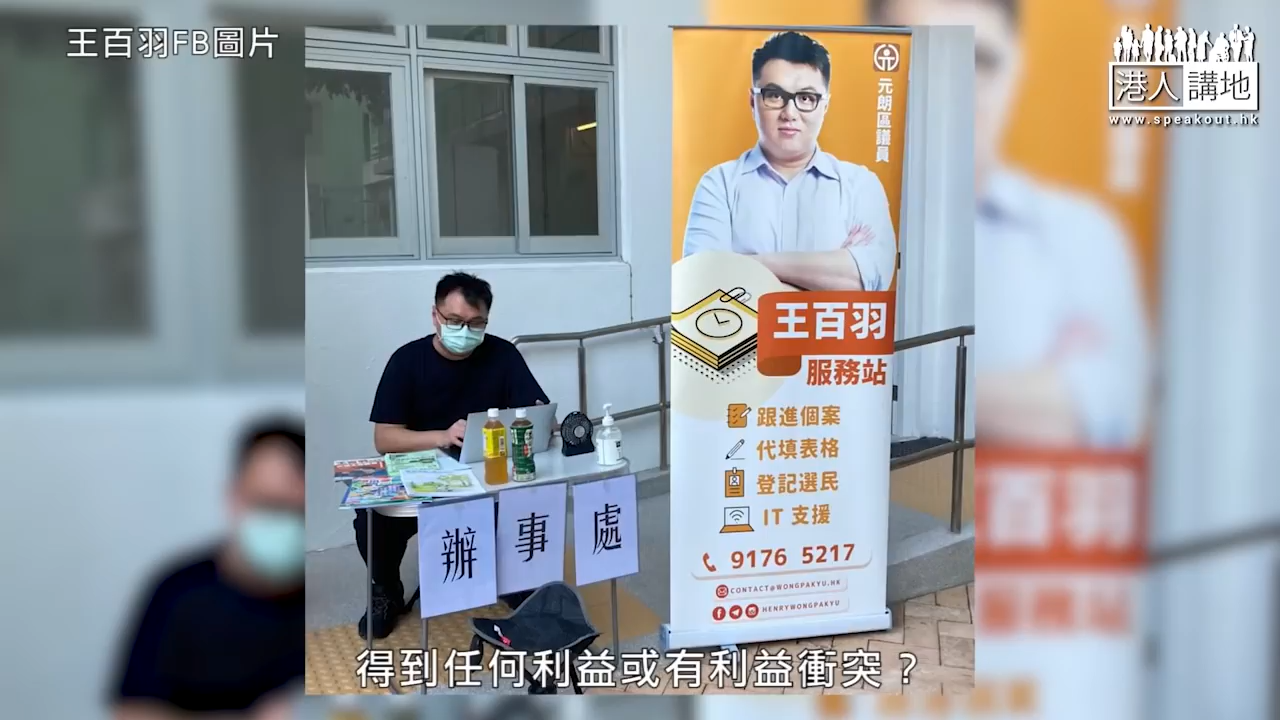 王百羽FB圖片
港人講地
www.speakout.hk
元朗區議員
王百羽
服務站
跟進個案
代填表格
登記選民
IT 支援
9176 5217
CONTACT@WONGPAKYU.HK
HENRYWONGPAKYU
辦事處
得到任何利益或有利益衝突？